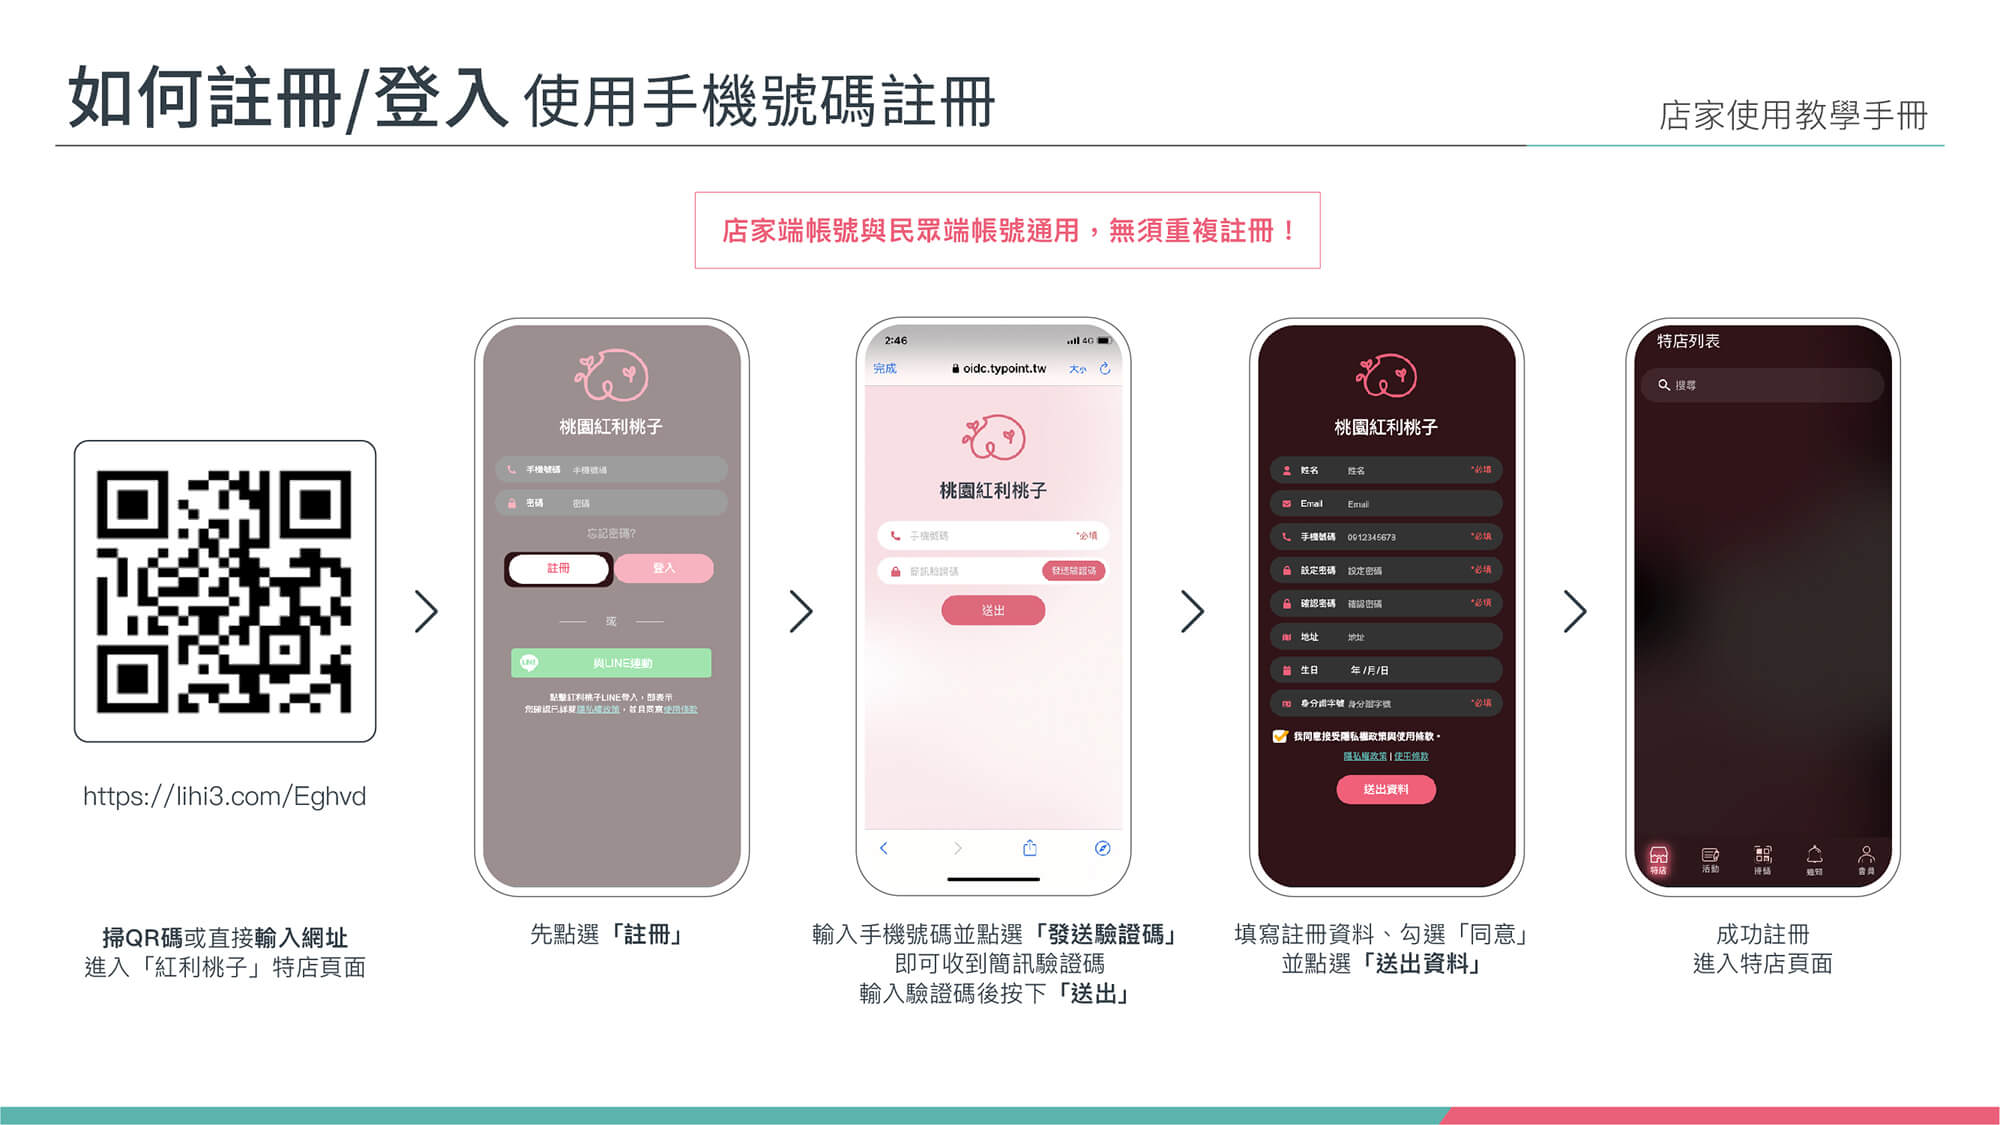 如何註冊/登入 使用手機號碼註冊
店家使用教學手冊
店家端帳號與民眾端帳號通用，無須重複註冊！
https://lihi3.com/Eghvd
掃QR碼或直接輸入網址
進入「紅利桃子」特店頁面
桃園紅利桃子
手機號碼 手機號碼
密碼 密碼
忘記密碼?
註冊 登入
或
LINE 與LINE連動
點擊紅利桃子LINE登入，即表示
您確認已詳閱隱私權政策，並且同意使用條款
先點選「註冊」
2:46 4G
完成 oidc.typoint.tw 大小
桃園紅利桃子
手機號碼 *必填
簡訊驗證碼 發送驗證碼
送出
輸入手機號碼並點選「發送驗證碼」
即可收到簡訊驗證碼
輸入驗證碼後按下「送出」
桃園紅利桃子
姓名 姓名 *必填
Email Email
手機號碼 0912345678 *必填
設定密碼 設定密碼 *必填
確認密碼 確認密碼 *必填
地址 地址
生日 年 /月/日
身分證字號 身分證字號 *必填
我同意接受隱私權政策與使用條款。
隱私權政策 | 使用條款
送出資料
填寫註冊資料、勾選「同意」
並點選「送出資料」
特店列表
搜尋
特店 活動 掃描 通知 會員
成功註冊
進入特店頁面